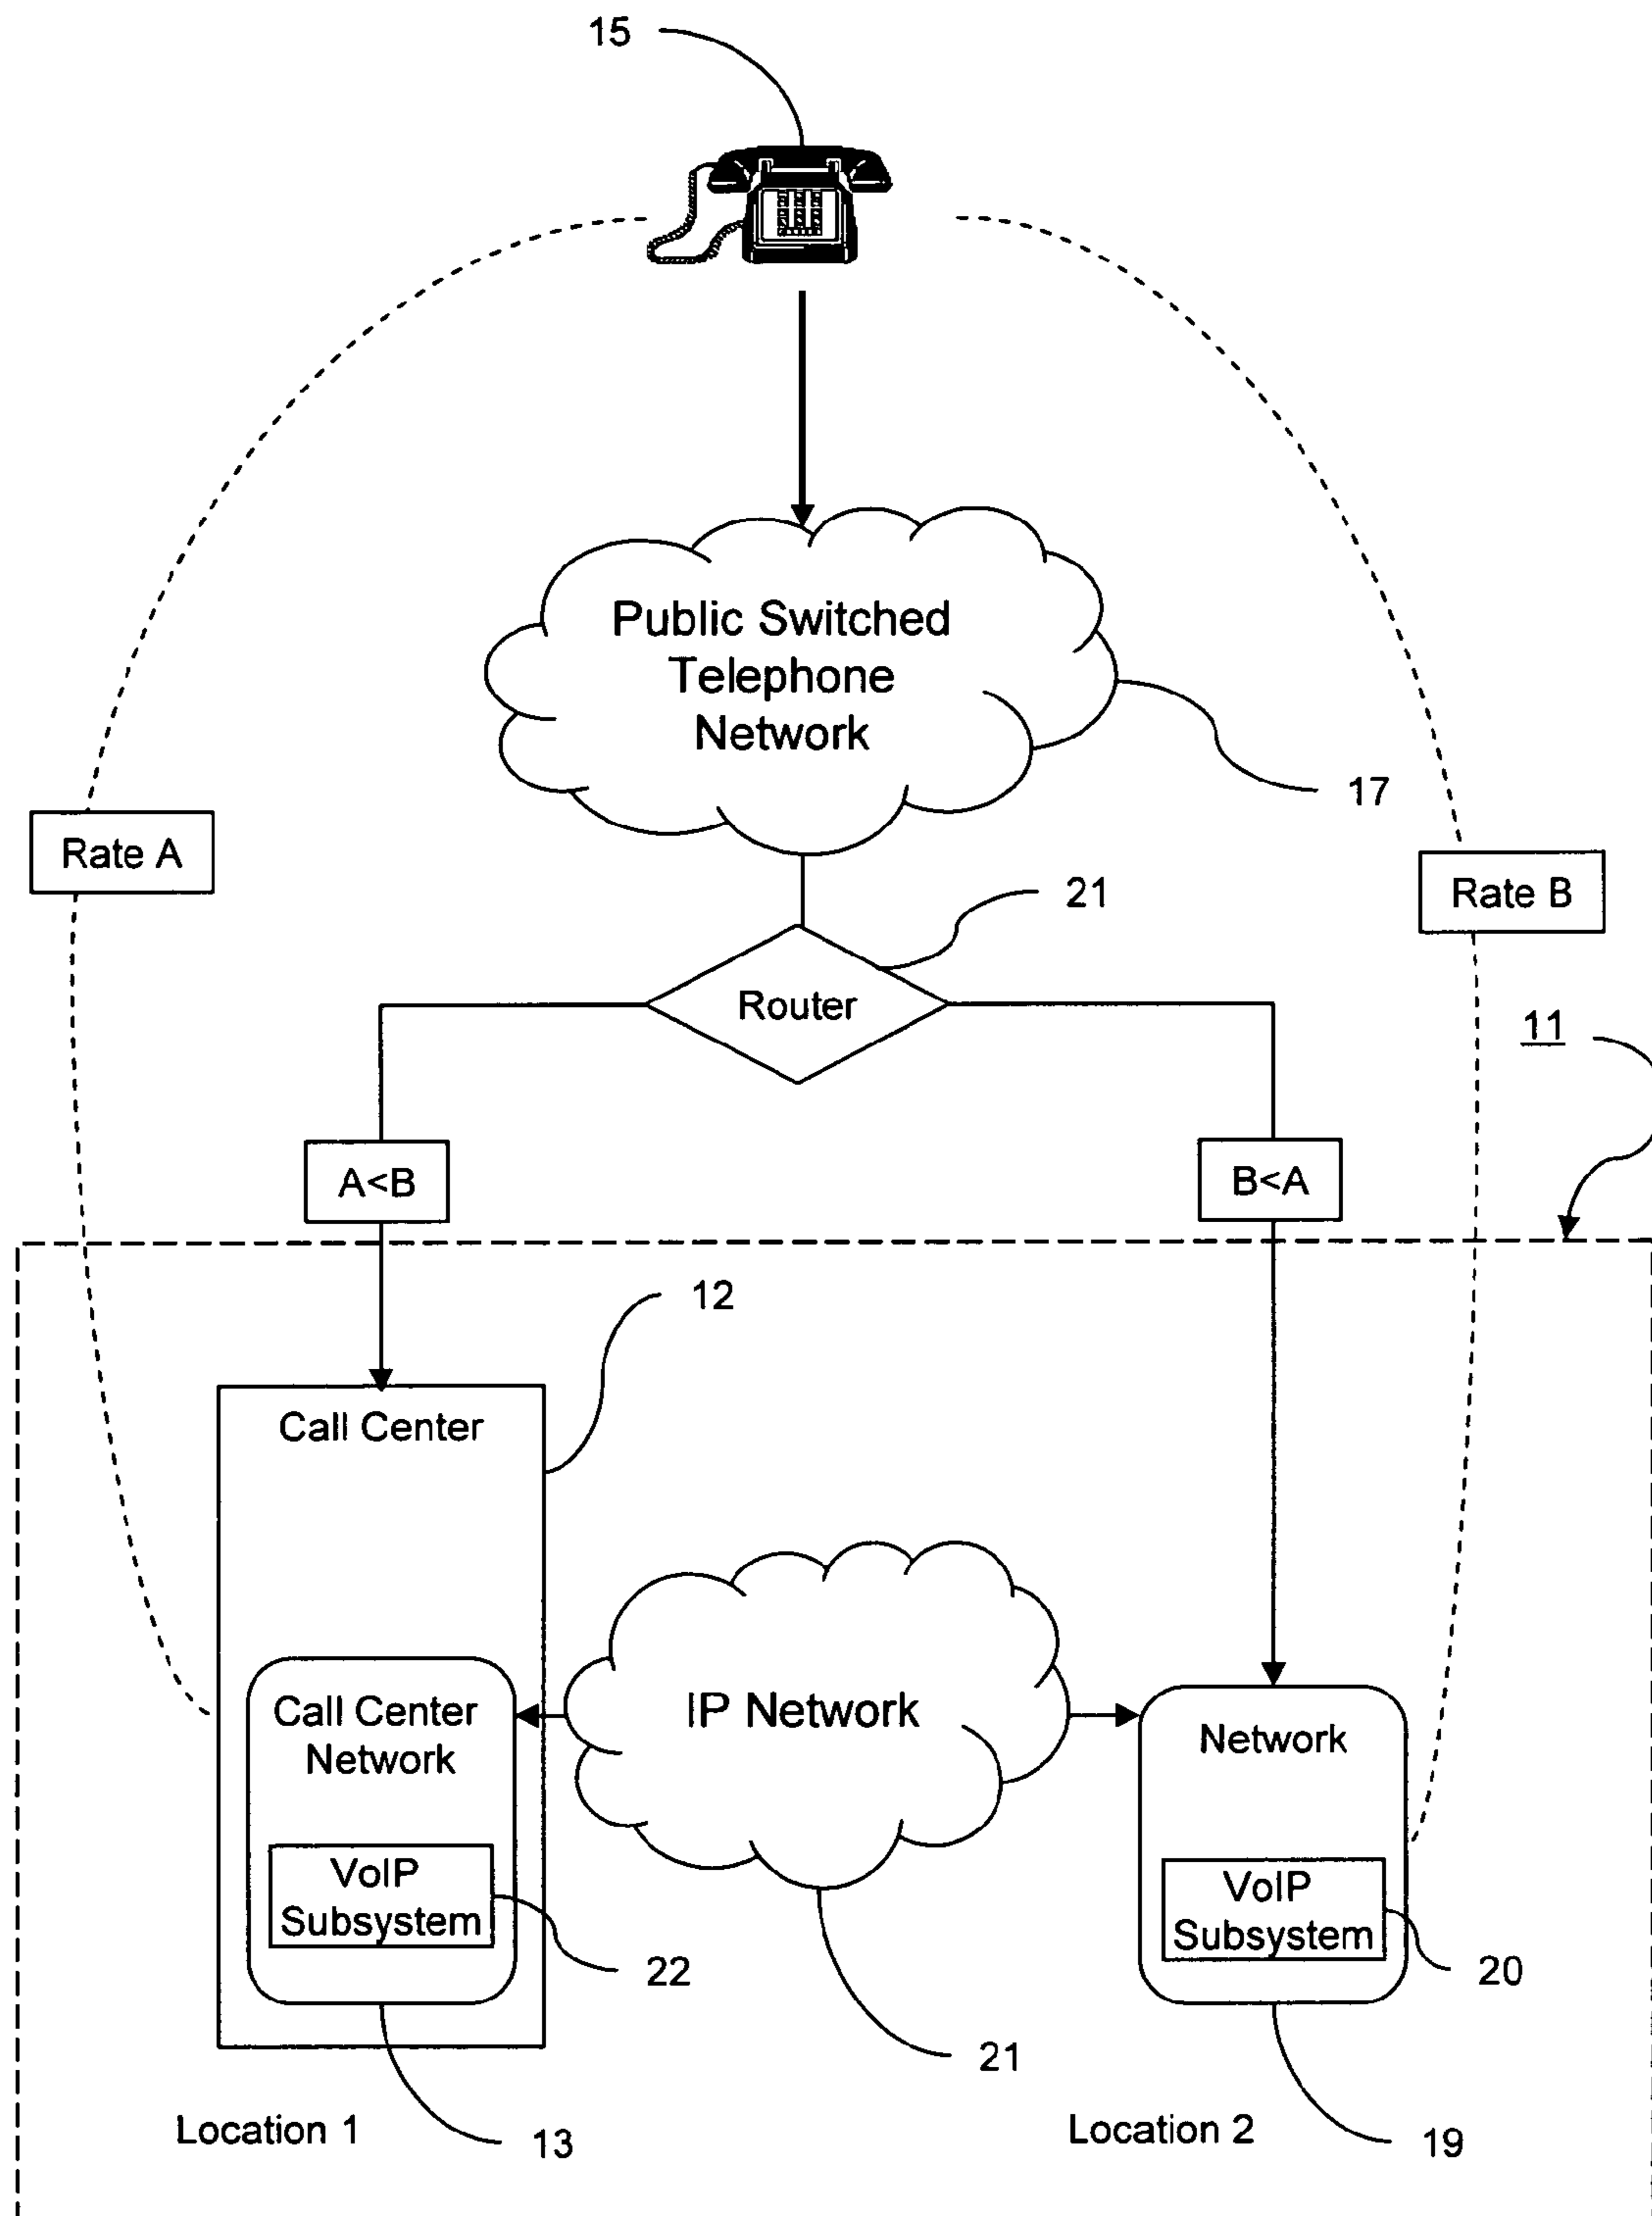 15
Public Switched
Telephone
Network
17
Rate A
Rate B
21
Router
11
A<B
B<A
12
Call Center
Call Center
Network
IP Network
Network
VoIP
Subsystem
VoIP
Subsystem
22
20
21
Location 1
13
Location 2
19